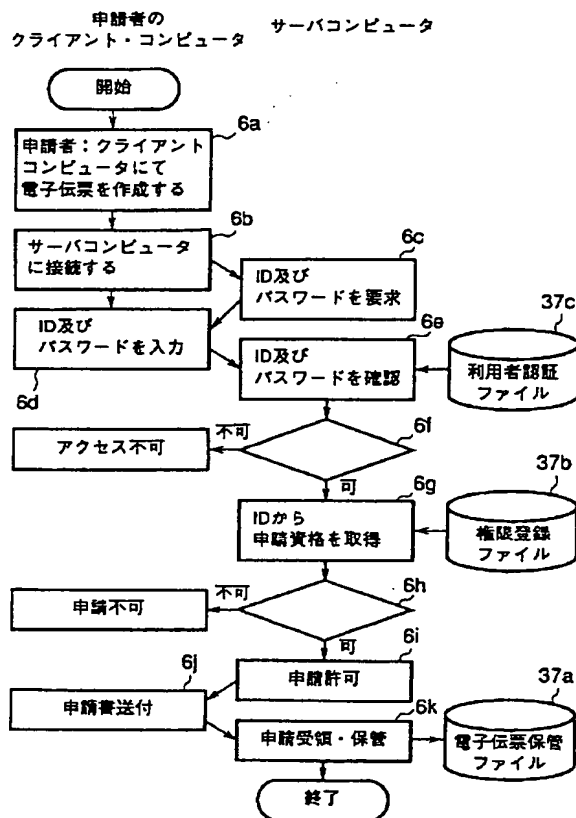 申請者の
クライアント・コンピュータ
サーバコンピュータ
開始
6a
申請者:クライアント
コンピュータにて
電子伝票を作成する
6b
サーバコンピュータ
に接続する
6c
ID及び
パスワードを要求
ID及び
パスワードを入力
6d
6e
ID及び
パスワードを確認
37c
利用者認証
ファイル
6f
不可
アクセス不可
可
6g
IDから
申請資格を取得
37b
権限登録
ファイル
6h
不可
申請不可
可
6i
申請許可
6j
申請書送付
6k
申請受領・保管
37a
電子伝票保管
ファイル
終了